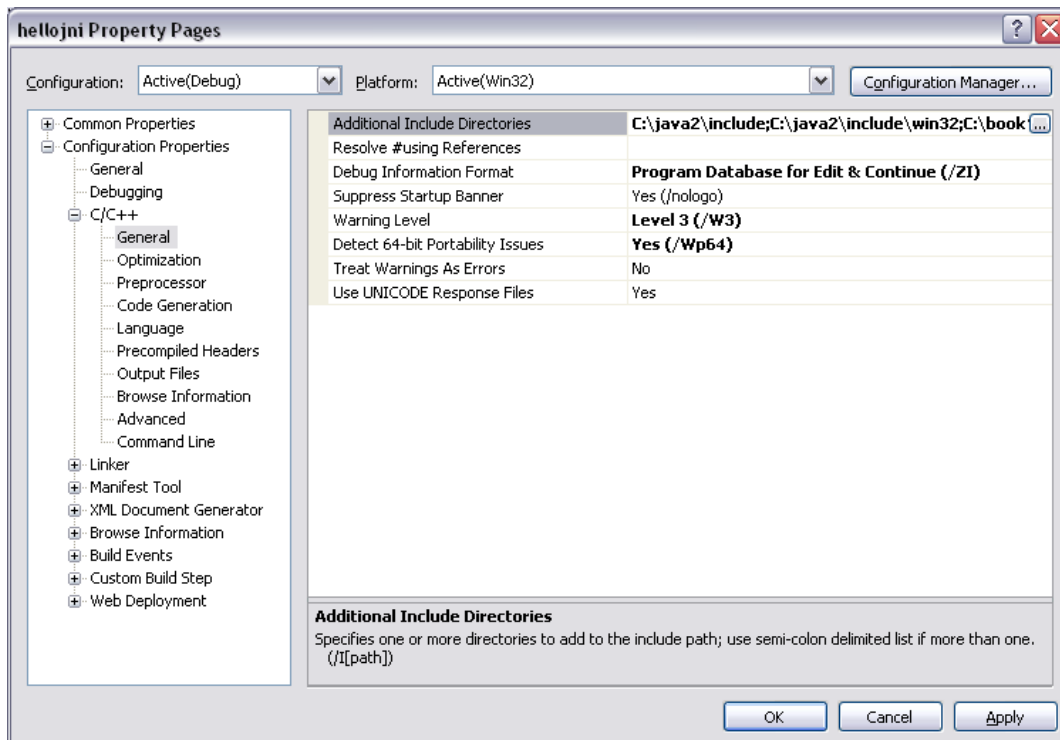 hellojni Property Pages
Configuration: Active(Debug) Platform: Active(Win32) Configuration Manager...
Common Properties
Configuration Properties
General
Debugging
C/C++
General
Optimization
Preprocessor
Code Generation
Language
Precompiled Headers
Output Files
Browse Information
Advanced
Command Line
Linker
Manifest Tool
XML Document Generator
Browse Information
Build Events
Custom Build Step
Web Deployment
Additional Include Directories C:\java2\include;C:\java2\include\win32;C:\book ...
Resolve #using References
Debug Information Format Program Database for Edit & Continue (/ZI)
Suppress Startup Banner Yes (/nologo)
Warning Level Level 3 (/W3)
Detect 64-bit Portability Issues Yes (/Wp64)
Treat Warnings As Errors No
Use UNICODE Response Files Yes
Additional Include Directories
Specifies one or more directories to add to the include path; use semi-colon delimited list if more than one.
(/I[path])
OK Cancel Apply